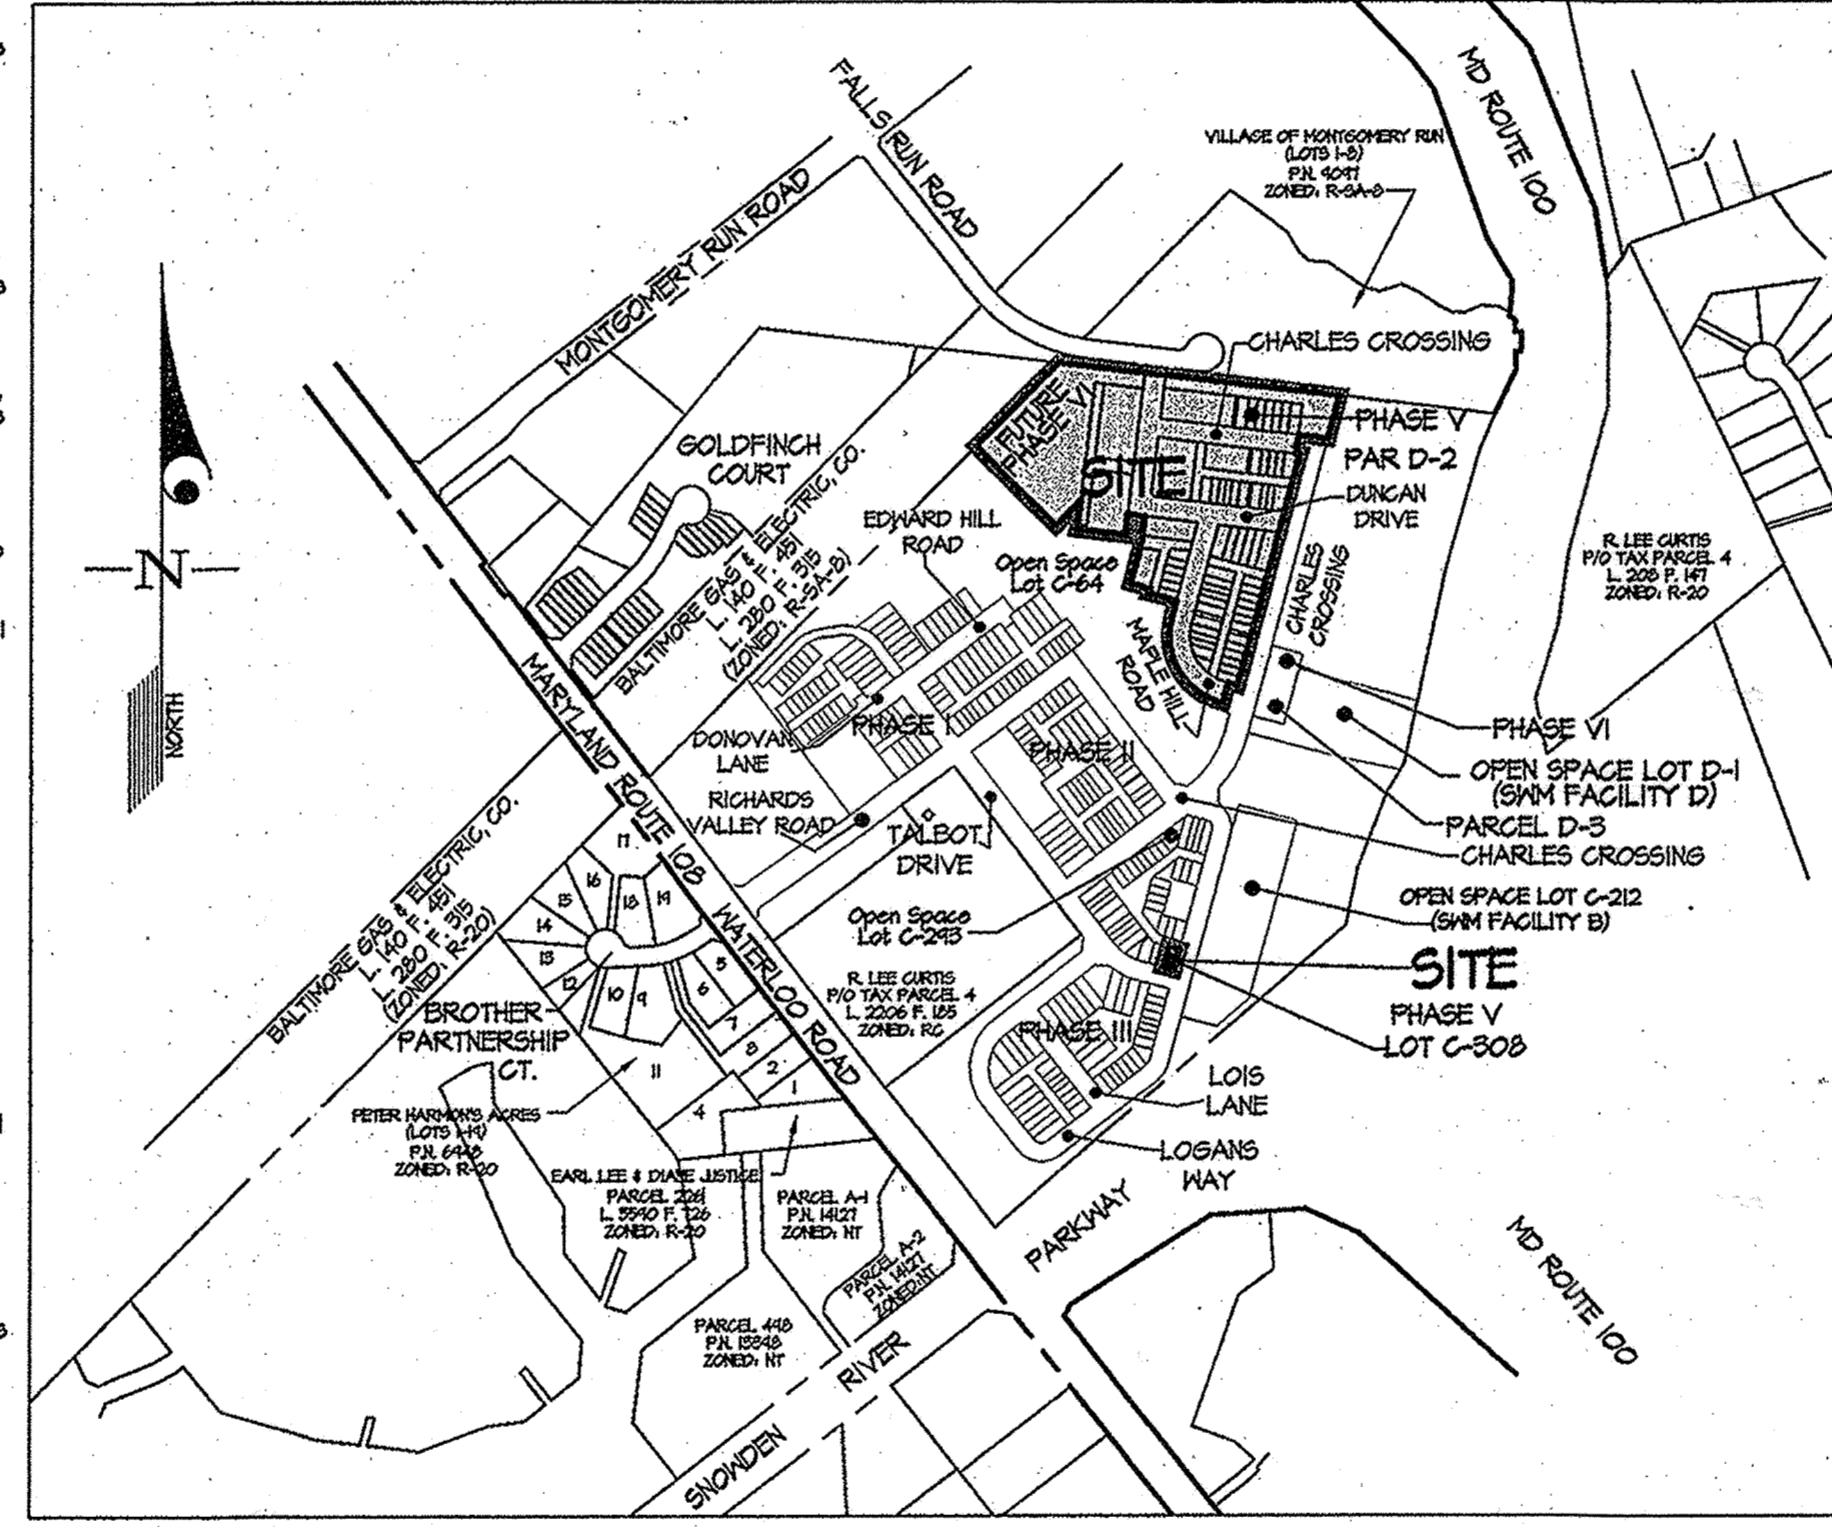 FALLS RUN ROAD
MD ROUTE 100
VILLAGE OF MONTGOMERY RUN
(LOTS 1-8)
P.N. 9097
ZONED: R-SA-8
MONTGOMERY RUN ROAD
CHARLES CROSSING
FUTURE
PHASE VI
PHASE V
PAR D-2
SITE
DUNCAN
DRIVE
GOLDFINCH
COURT
BALTIMORE GAS & ELECTRIC, CO.
L. 140 F. 451
L. 280 F. 315
(ZONED: R-SA-8)
EDWARD HILL
ROAD
Open Space
Lot C-64
CHARLES
CROSSING
R. LEE CURTIS
P/O TAX PARCEL 4
L. 208 F. 147
ZONED: R-20
N
NORTH
MAPLE HILL
ROAD
MARYLAND ROUTE 108
PHASE I
DONOVAN
LANE
PHASE II
PHASE VI
OPEN SPACE LOT D-1
(SWM FACILITY D)
RICHARDS
VALLEY ROAD
TALBOT
DRIVE
PARCEL D-3
CHARLES CROSSING
BALTIMORE GAS & ELECTRIC, CO.
L. 140 F. 451
L. 280 F. 315
(ZONED: R-20)
17
16
15
18
19
14
13
12
10
9
5
6
7
8
2
1
11
4
OPEN SPACE LOT C-212
(SWM FACILITY B)
Open Space
Lot C-293
WATERLOO ROAD
SITE
PHASE V
LOT C-308
R. LEE CURTIS
P/O TAX PARCEL 4
L. 2206 F. 185
ZONED: RC
BROTHER
PARTNERSHIP
CT.
PHASE III
LOIS
LANE
LOGANS
WAY
PETER HARMON'S ACRES
(LOTS 1-19)
P.N. 6448
ZONED: R-20
EARL LEE & DIANE JUSTICE
PARCEL 226
L. 5540 F. 726
ZONED: R-20
PARCEL A-1
P.N. 14127
ZONED: NT
PARCEL A-2
P.N. 14127
ZONED: NT
PARCEL 448
P.N. 13348
ZONED: NT
SNOWDEN
RIVER
PARKWAY
MD ROUTE 100